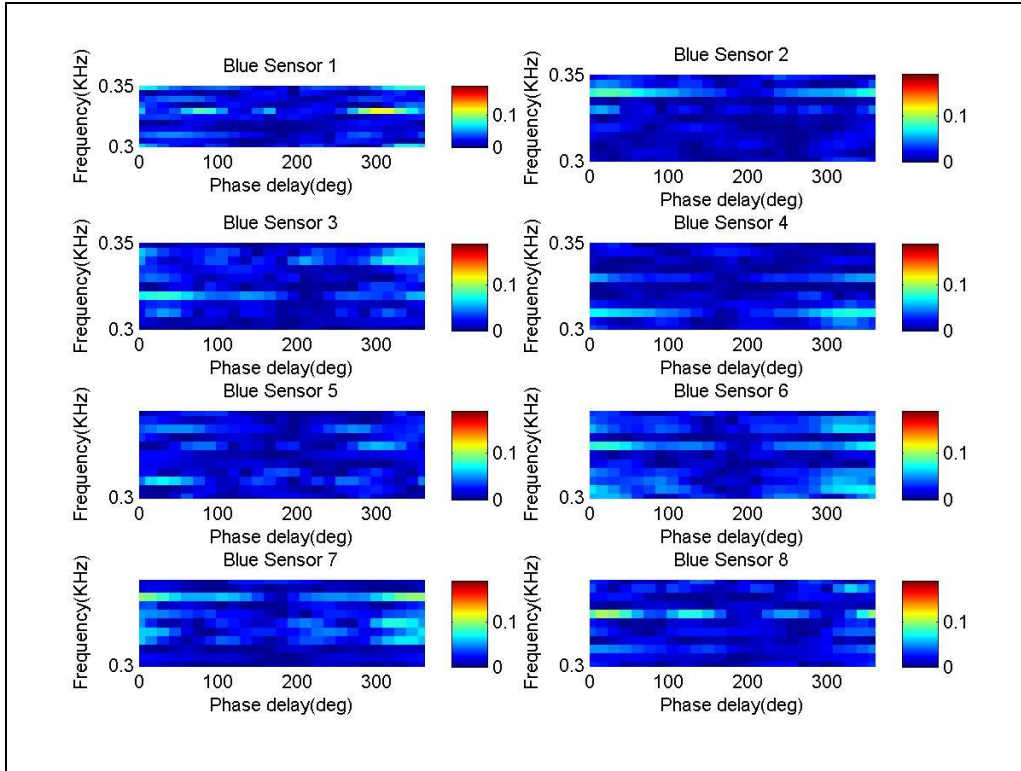 Blue Sensor 1
Frequency(KHz)
0.35
0.3
0 100 200 300
Phase delay(deg)
0.1
0
Blue Sensor 2
Frequency(KHz)
0.35
0.3
0 100 200 300
Phase delay(deg)
0.1
0
Blue Sensor 3
Frequency(KHz)
0.35
0.3
0 100 200 300
Phase delay(deg)
0.1
0
Blue Sensor 4
Frequency(KHz)
0.35
0.3
0 100 200 300
Phase delay(deg)
0.1
0
Blue Sensor 5
Frequency(KHz)
0.3
0 100 200 300
Phase delay(deg)
0.1
0
Blue Sensor 6
Frequency(KHz)
0.3
0 100 200 300
Phase delay(deg)
0.1
0
Blue Sensor 7
Frequency(KHz)
0.3
0 100 200 300
Phase delay(deg)
0.1
0
Blue Sensor 8
Frequency(KHz)
0.3
0 100 200 300
Phase delay(deg)
0.1
0